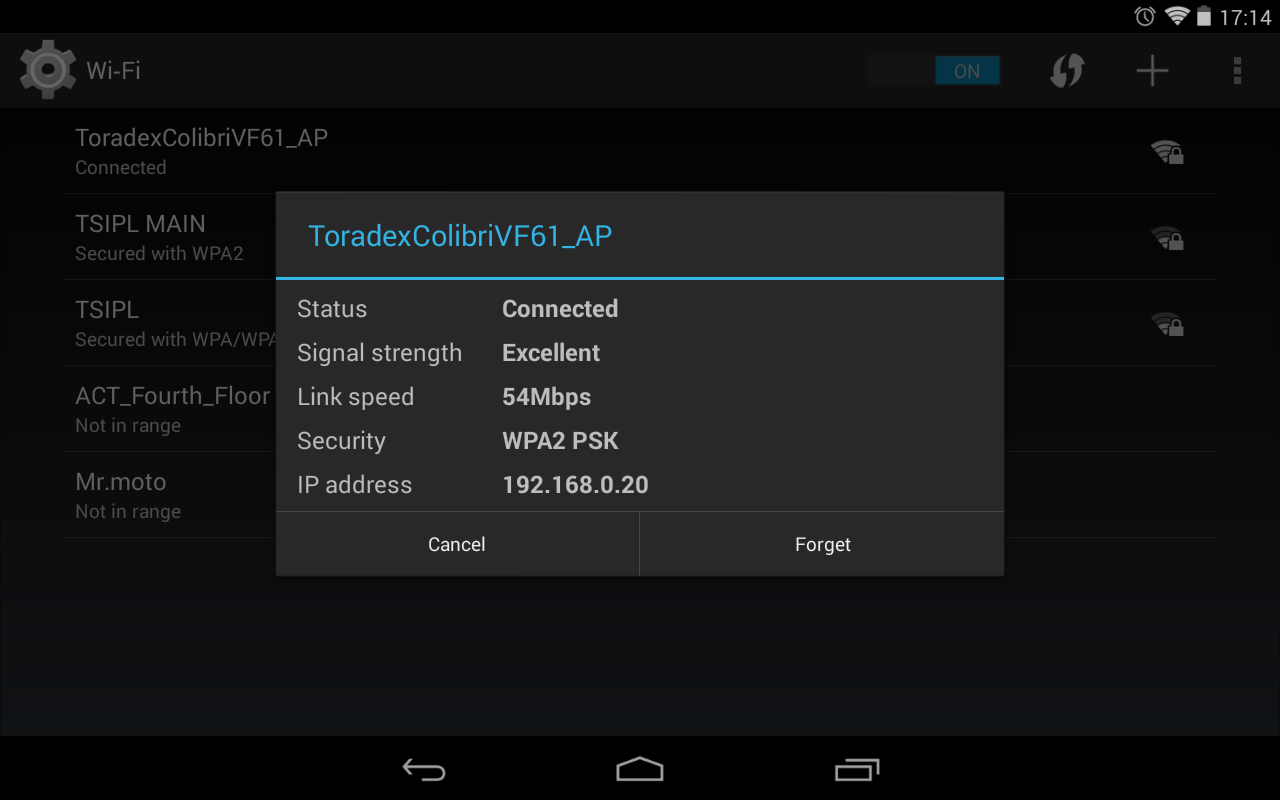 17:14
Wi-Fi
ON
ToradexColibriVF61_AP
Connected
TSIPL MAIN
Secured with WPA2
TSIPL
Secured with WPA/WPA
ACT_Fourth_Floor
Not in range
Mr.moto
Not in range
ToradexColibriVF61_AP
Status Connected
Signal strength Excellent
Link speed 54Mbps
Security WPA2 PSK
IP address 192.168.0.20
Cancel Forget